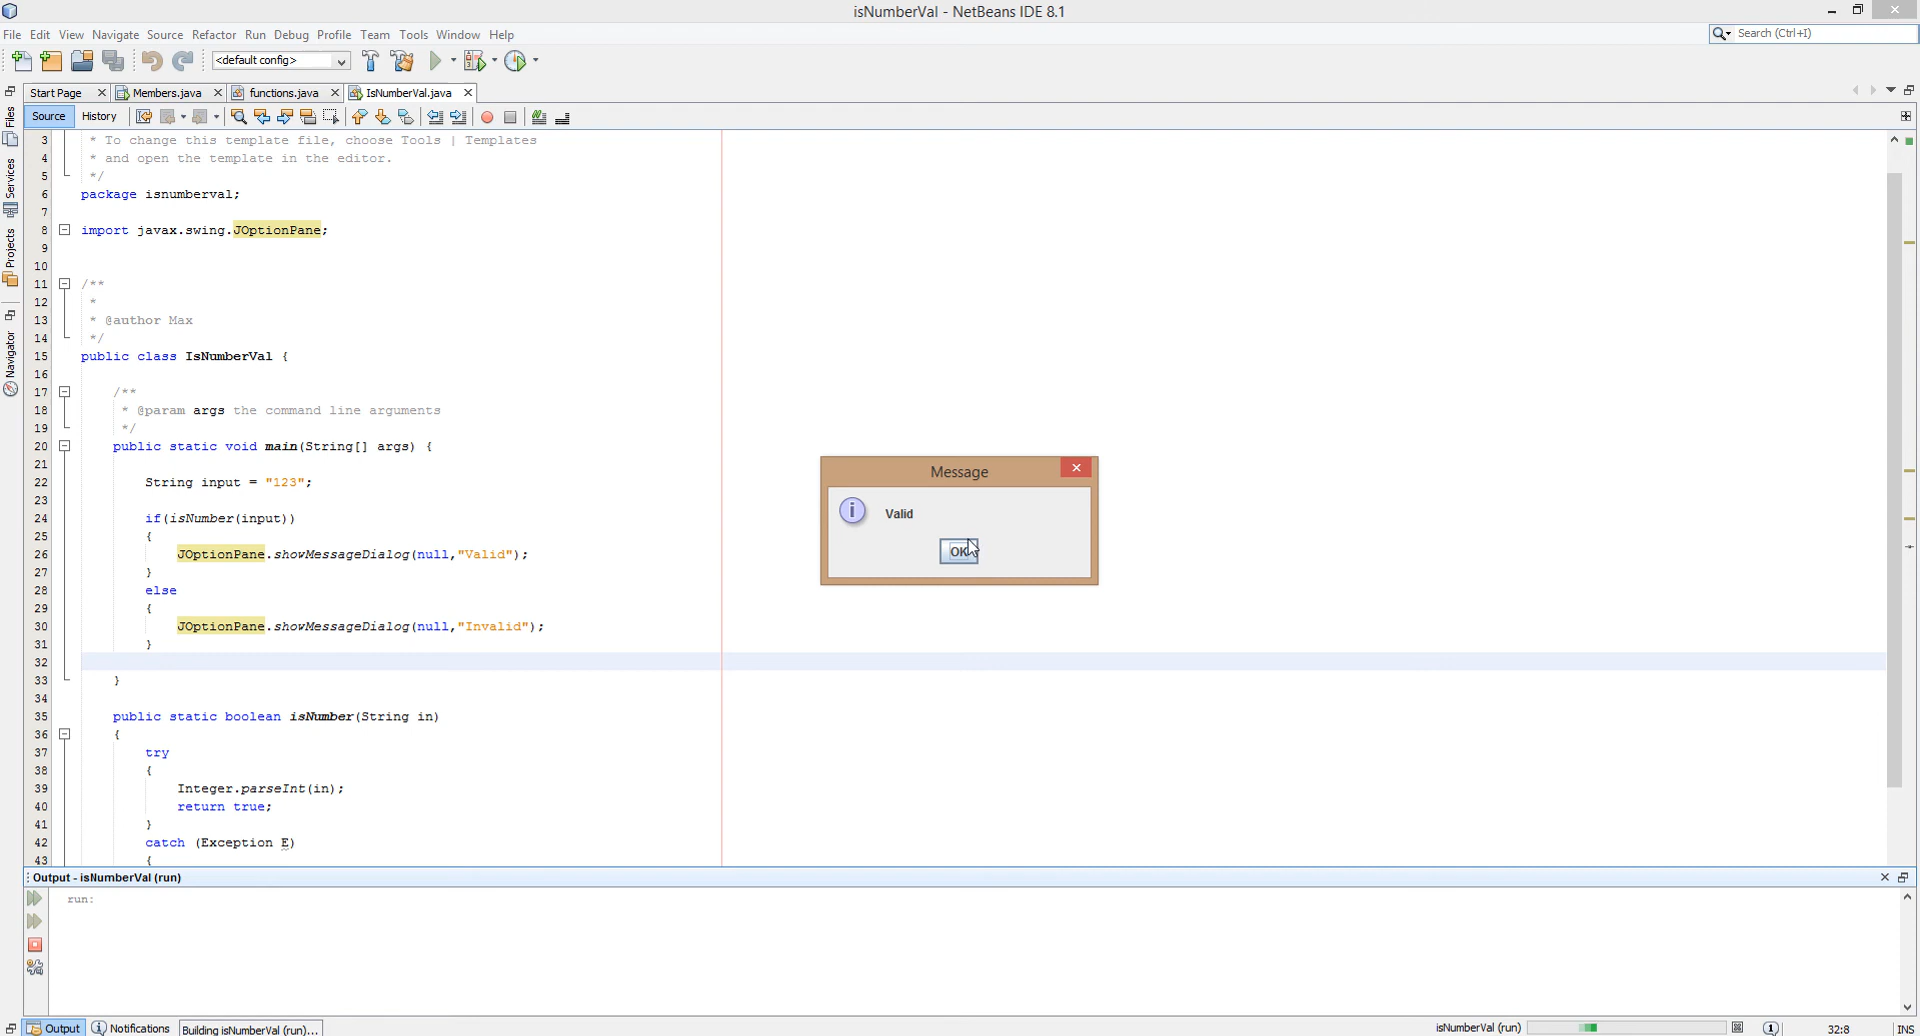 isNumberVal - NetBeans IDE 8.1
File Edit View Navigate Source Refactor Run Debug Profile Team Tools Window Help
Search (Ctrl+I)
<default config>
Start Page Members.java functions.java IsNumberVal.java
Source History
Files
Services
Projects
Navigator
3 * To change this template file, choose Tools | Templates
4 * and open the template in the editor.
5 */
6 package isnumberval;
7
8 import javax.swing.JOptionPane;
9
10
11 /**
12 *
13 * @author Max
14 */
15 public class IsNumberVal {
16
17 /**
18 * @param args the command line arguments
19 */
20 public static void main(String[] args) {
21
22 String input = "123";
23
24 if(isNumber(input))
25 {
26 JOptionPane.showMessageDialog(null,"Valid");
27 }
28 else
29 {
30 JOptionPane.showMessageDialog(null,"Invalid");
31 }
32
33 }
34
35 public static boolean isNumber(String in)
36 {
37 try
38 {
39 Integer.parseInt(in);
40 return true;
41 }
42 catch (Exception E)
43 {
Message
Valid
OK
Output - isNumberVal (run)
run:
Output Notifications Building isNumberVal (run)... isNumberVal (run) 1 32:8 INS